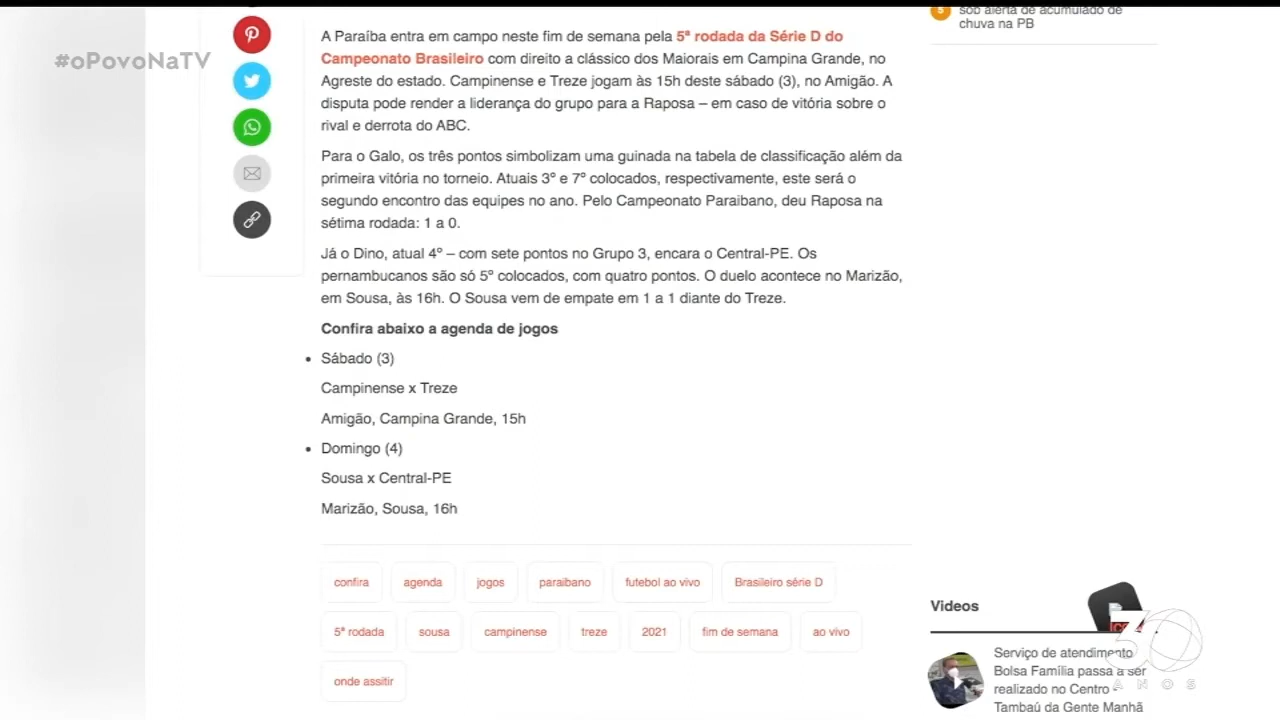 #oPovoNaTV
A Paraíba entra em campo neste fim de semana pela 5ª rodada da Série D do
Campeonato Brasileiro com direito a clássico dos Maiorais em Campina Grande, no
Agreste do estado. Campinense e Treze jogam às 15h deste sábado (3), no Amigão. A
disputa pode render a liderança do grupo para a Raposa – em caso de vitória sobre o
rival e derrota do ABC.
Para o Galo, os três pontos simbolizam uma guinada na tabela de classificação além da
primeira vitória no torneio. Atuais 3º e 7º colocados, respectivamente, este será o
segundo encontro das equipes no ano. Pelo Campeonato Paraibano, deu Raposa na
sétima rodada: 1 a 0.
Já o Dino, atual 4º – com sete pontos no Grupo 3, encara o Central-PE. Os
pernambucanos são só 5º colocados, com quatro pontos. O duelo acontece no Marizão,
em Sousa, às 16h. O Sousa vem de empate em 1 a 1 diante do Treze.
Confira abaixo a agenda de jogos
• Sábado (3)
Campinense x Treze
Amigão, Campina Grande, 15h
• Domingo (4)
Sousa x Central-PE
Marizão, Sousa, 16h
confira agenda jogos paraibano futebol ao vivo Brasileiro série D
5ª rodada sousa campinense treze 2021 fim de semana ao vivo
onde assitir
5 sob alerta de acumulado de
chuva na PB
Videos
Serviço de atendimento
Bolsa Família passa a ser
realizado no Centro -
Tambaú da Gente Manhã
30
ANOS